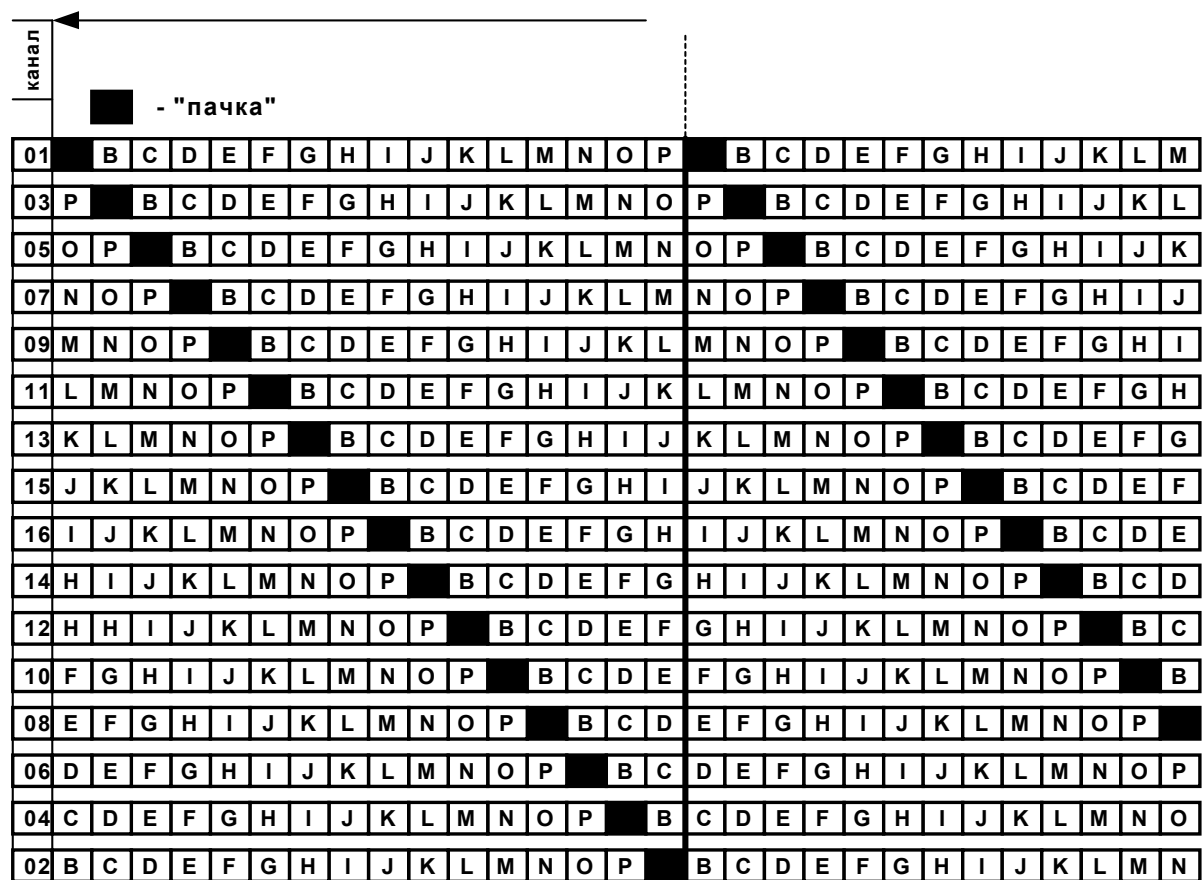 канал
- "пачка"
01 B C D E F G H I J K L M N O P B C D E F G H I J K L M
03 P B C D E F G H I J K L M N O P B C D E F G H I J K L
05 O P B C D E F G H I J K L M N O P B C D E F G H I J K
07 N O P B C D E F G H I J K L M N O P B C D E F G H I J
09 M N O P B C D E F G H I J K L M N O P B C D E F G H I
11 L M N O P B C D E F G H I J K L M N O P B C D E F G H
13 K L M N O P B C D E F G H I J K L M N O P B C D E F G
15 J K L M N O P B C D E F G H I J K L M N O P B C D E F
16 I J K L M N O P B C D E F G H I J K L M N O P B C D E
14 H I J K L M N O P B C D E F G H I J K L M N O P B C D
12 H H I J K L M N O P B C D E F G H I J K L M N O P B C
10 F G H I J K L M N O P B C D E F G H I J K L M N O P B
08 E F G H I J K L M N O P B C D E F G H I J K L M N O P
06 D E F G H I J K L M N O P B C D E F G H I J K L M N O P
04 C D E F G H I J K L M N O P B C D E F G H I J K L M N O
02 B C D E F G H I J K L M N O P B C D E F G H I J K L M N